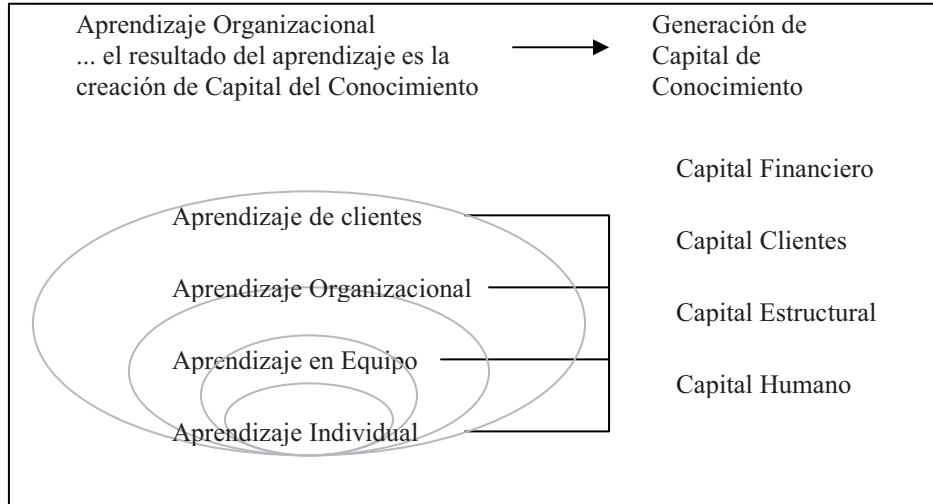 Aprendizaje Organizacional
... el resultado del aprendizaje es la
creación de Capital del Conocimiento
Generación de
Capital de
Conocimiento
Aprendizaje de clientes
Aprendizaje Organizacional
Aprendizaje en Equipo
Aprendizaje Individual
Capital Financiero
Capital Clientes
Capital Estructural
Capital Humano